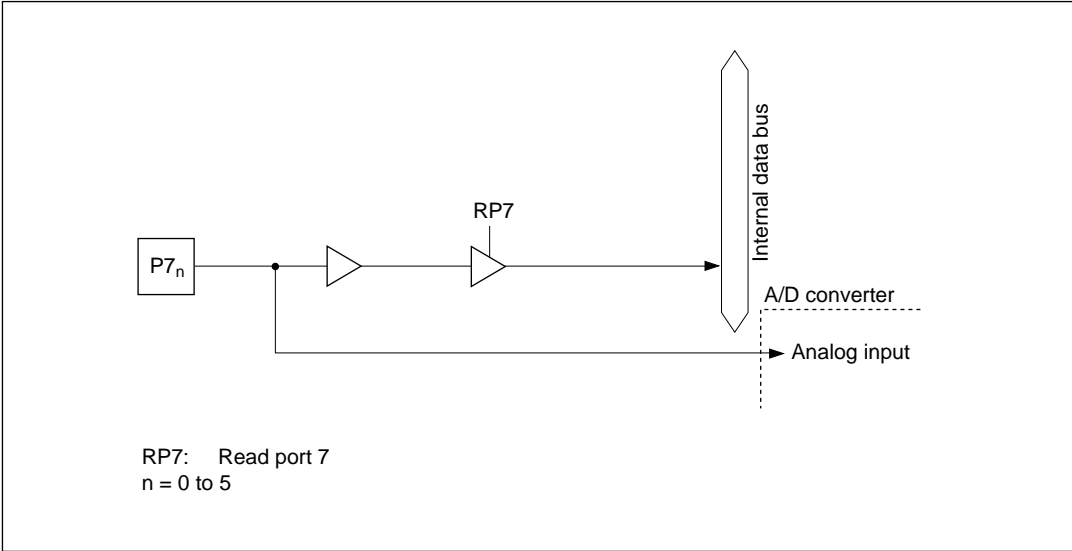 Internal data bus
RP7
P7n
A/D converter
Analog input
RP7: Read port 7
n = 0 to 5